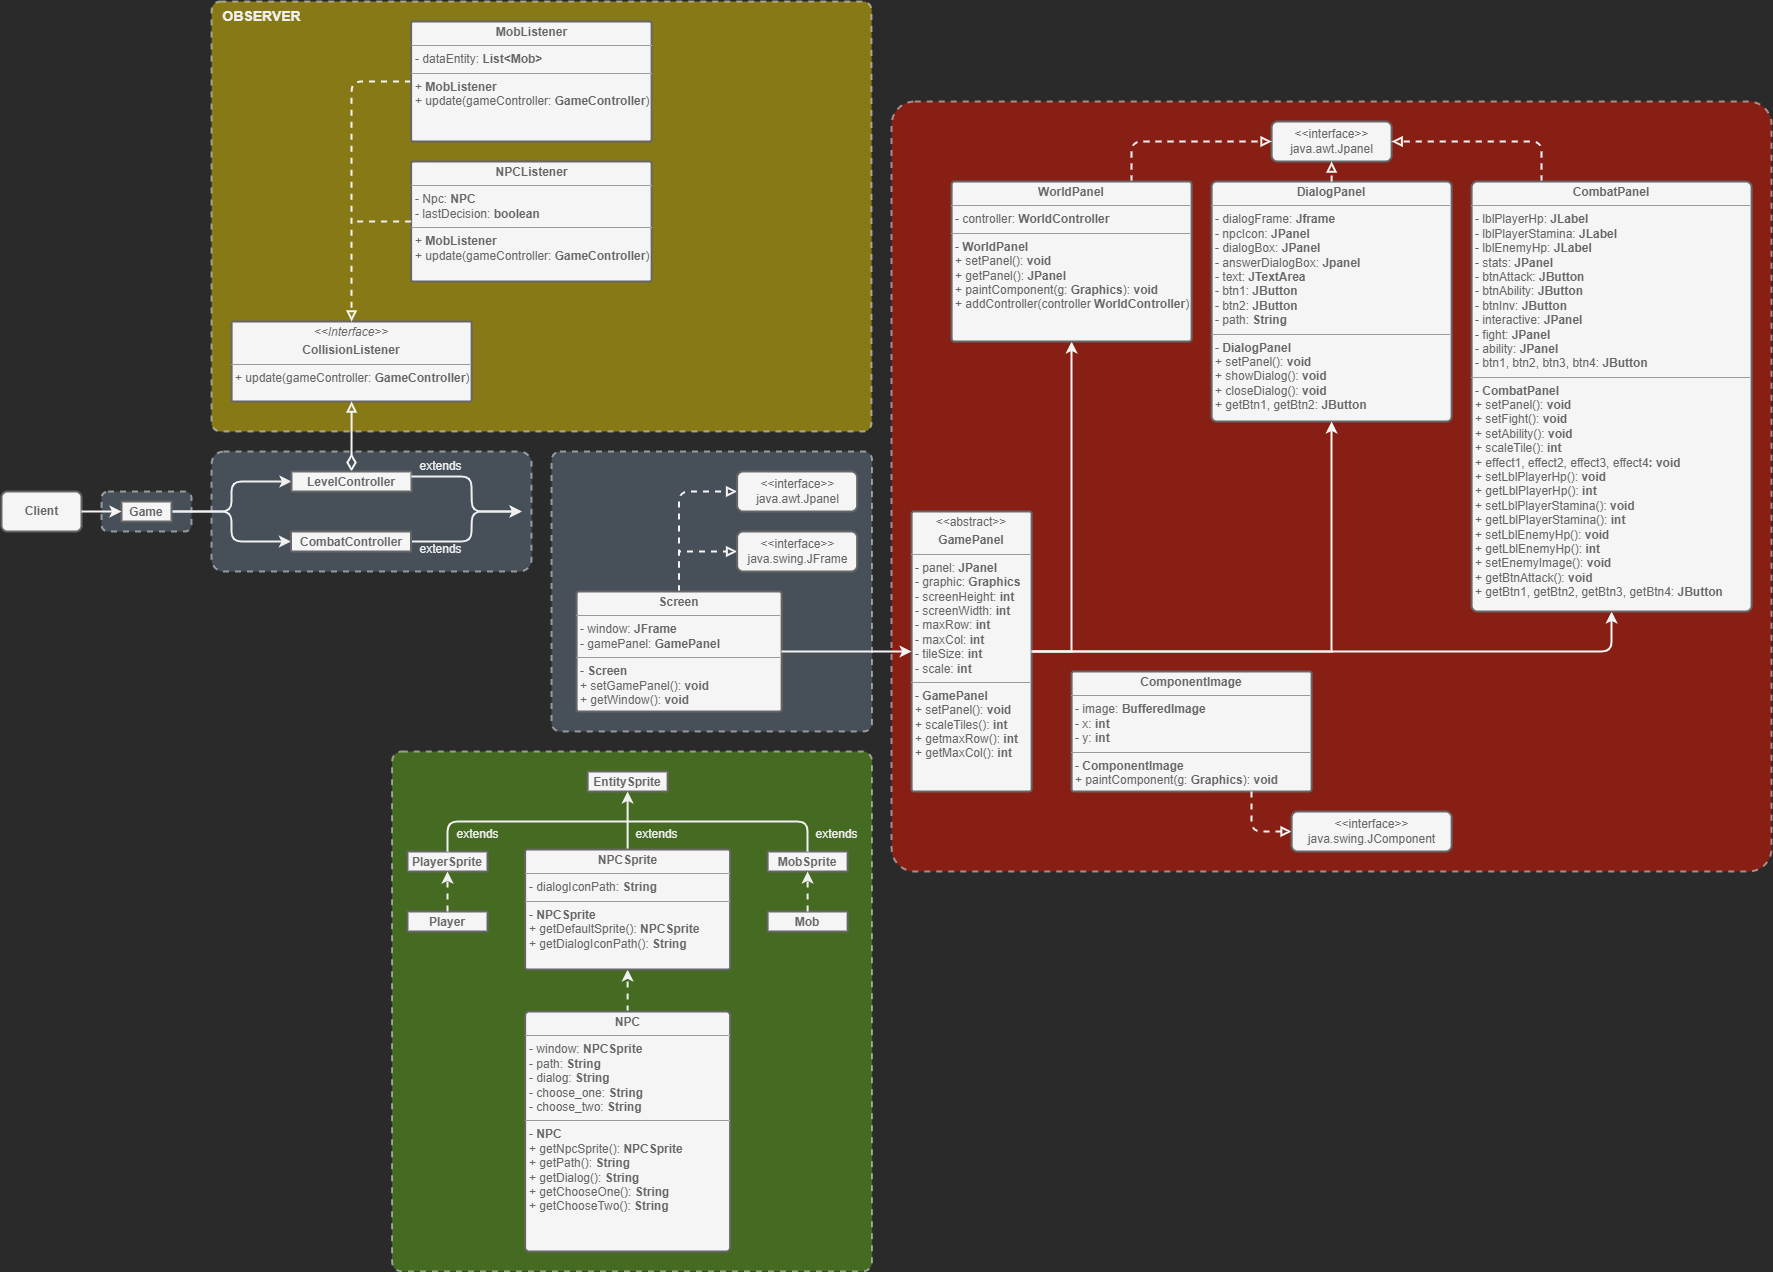 OBSERVER
MobListener
- dataEntity: List<Mob>
+ MobListener
+ update(gameController: GameController)
NPCListener
- Npc: NPC
- lastDecision: boolean
+ MobListener
+ update(gameController: GameController)
<<Interface>>
CollisionListener
+ update(gameController: GameController)
Client
Game
LevelController
extends
CombatController
extends
<<interface>>
java.awt.Jpanel
<<interface>>
java.swing.JFrame
Screen
- window: JFrame
- gamePanel: GamePanel
- Screen
+ setGamePanel(): void
+ getWindow(): void
EntitySprite
extends
extends
extends
PlayerSprite
Player
NPCSprite
- dialogIconPath: String
- NPCSprite
+ getDefaultSprite(): NPCSprite
+ getDialogIconPath(): String
MobSprite
Mob
NPC
- window: NPCSprite
- path: String
- dialog: String
- choose_one: String
- choose_two: String
- NPC
+ getNpcSprite(): NPCSprite
+ getPath(): String
+ getDialog(): String
+ getChooseOne(): String
+ getChooseTwo(): String
<<interface>>
java.awt.Jpanel
WorldPanel
- controller: WorldController
- WorldPanel
+ setPanel(): void
+ getPanel(): JPanel
+ paintComponent(g: Graphics): void
+ addController(controller WorldController)
DialogPanel
- dialogFrame: Jframe
- npcIcon: JPanel
- dialogBox: JPanel
- answerDialogBox: Jpanel
- text: JTextArea
- btn1: JButton
- btn2: JButton
- path: String
- DialogPanel
+ setPanel(): void
+ showDialog(): void
+ closeDialog(): void
+ getBtn1, getBtn2: JButton
CombatPanel
- lblPlayerHp: JLabel
- lblPlayerStamina: JLabel
- lblEnemyHp: JLabel
- stats: JPanel
- btnAttack: JButton
- btnAbility: JButton
- btnInv: JButton
- interactive: JPanel
- fight: JPanel
- ability: JPanel
- btn1, btn2, btn3, btn4: JButton
- CombatPanel
+ setPanel(): void
+ setFight(): void
+ setAbility(): void
+ scaleTile(): int
+ effect1, effect2, effect3, effect4: void
+ setLblPlayerHp(): void
+ getLblPlayerHp(): int
+ setLblPlayerStamina(): void
+ getLblPlayerStamina(): int
+ setLblEnemyHp(): void
+ getLblEnemyHp(): int
+ setEnemyImage(): void
+ getBtnAttack(): void
+ getBtn1, getBtn2, getBtn3, getBtn4: JButton
<<abstract>>
GamePanel
- panel: JPanel
- graphic: Graphics
- screenHeight: int
- screenWidth: int
- maxRow: int
- maxCol: int
- tileSize: int
- scale: int
- GamePanel
+ setPanel(): void
+ scaleTiles(): int
+ getmaxRow(): int
+ getMaxCol(): int
ComponentImage
- image: BufferedImage
- x: int
- y: int
- ComponentImage
+ paintComponent(g: Graphics): void
<<interface>>
java.swing.JComponent